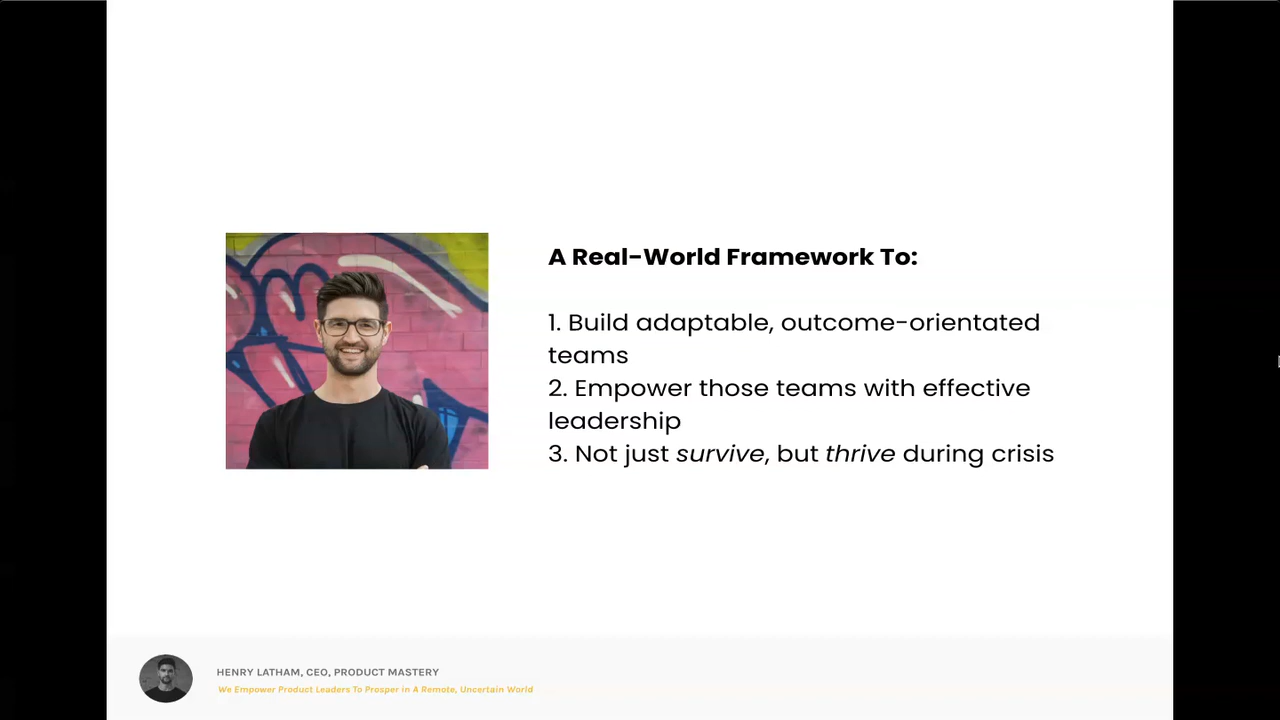 A Real-World Framework To:
1. Build adaptable, outcome-orientated
teams
2. Empower those teams with effective
leadership
3. Not just survive, but thrive during crisis
HENRY LATHAM, CEO, PRODUCT MASTERY
We Empower Product Leaders To Prosper in A Remote, Uncertain World